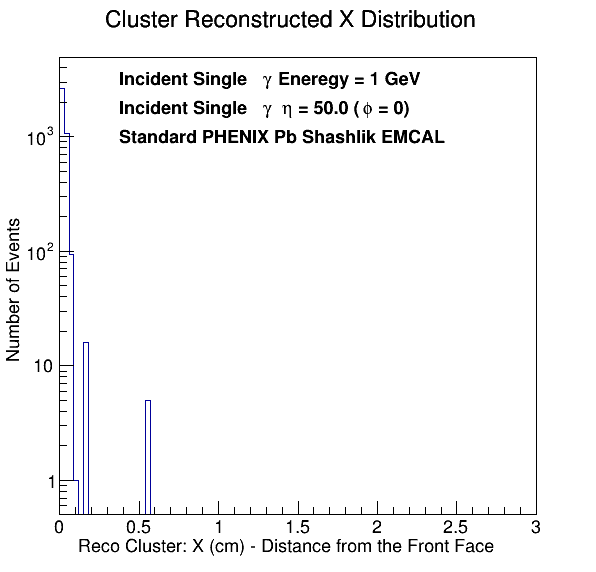 Cluster Reconstructed X Distribution
Incident Single γ Eneregy = 1 GeV
Incident Single γ η = 50.0 ( ϕ = 0)
Standard PHENIX Pb Shashlik EMCAL
Number of Events
10³
10²
10
1
0 0.5 1 1.5 2 2.5 3
Reco Cluster: X (cm) - Distance from the Front Face